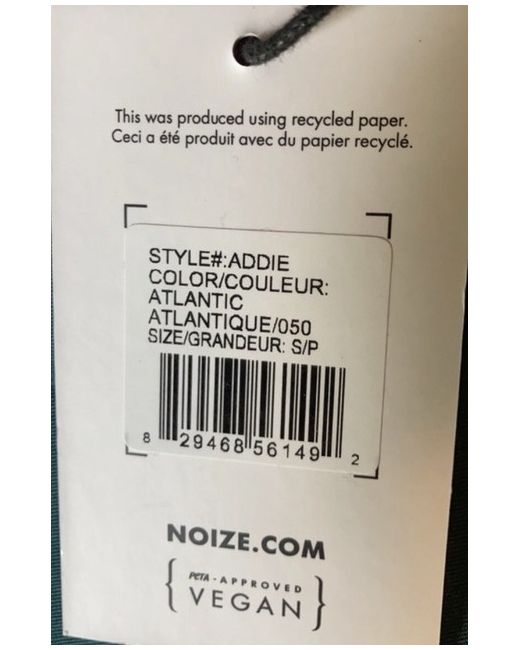 This was produced using recycled paper.
Ceci a été produit avec du papier recyclé.
STYLE#:ADDIE
COLOR/COULEUR:
ATLANTIC
ATLANTIQUE/050
SIZE/GRANDEUR: S/P
8 29468 56149 2
NOIZE.COM
PETA-APPROVED
VEGAN